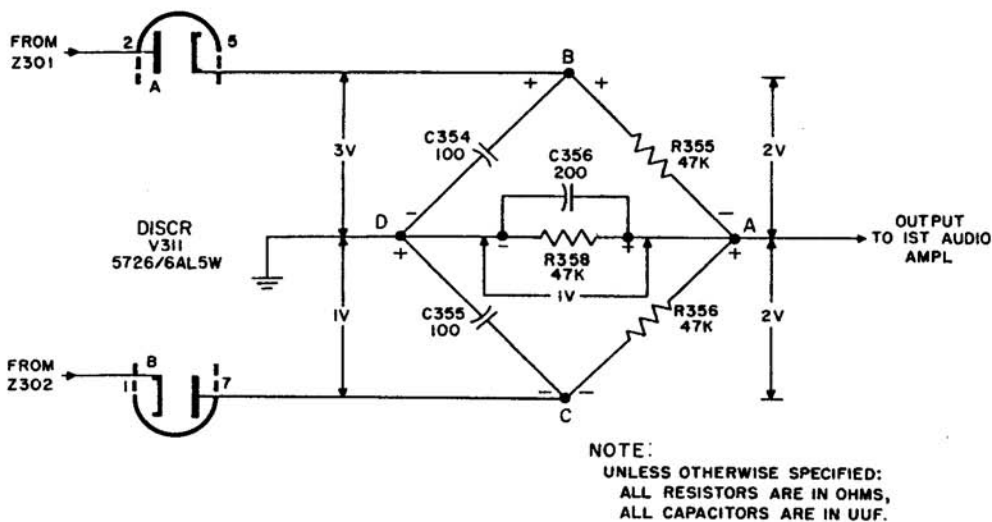 FROM
Z301
2
5
A
B
+
+
C354
100
R355
47K
3V
C356
200
2V
-
D
-
A
DISCR
V311
5726/6AL5W
+
-
+
+
R358
47K
OUTPUT
TO 1ST AUDIO
AMPL
1V
1V
C355
100
R356
47K
2V
FROM
Z302
B
1
7
-
-
C
NOTE:
UNLESS OTHERWISE SPECIFIED:
ALL RESISTORS ARE IN OHMS,
ALL CAPACITORS ARE IN UUF.